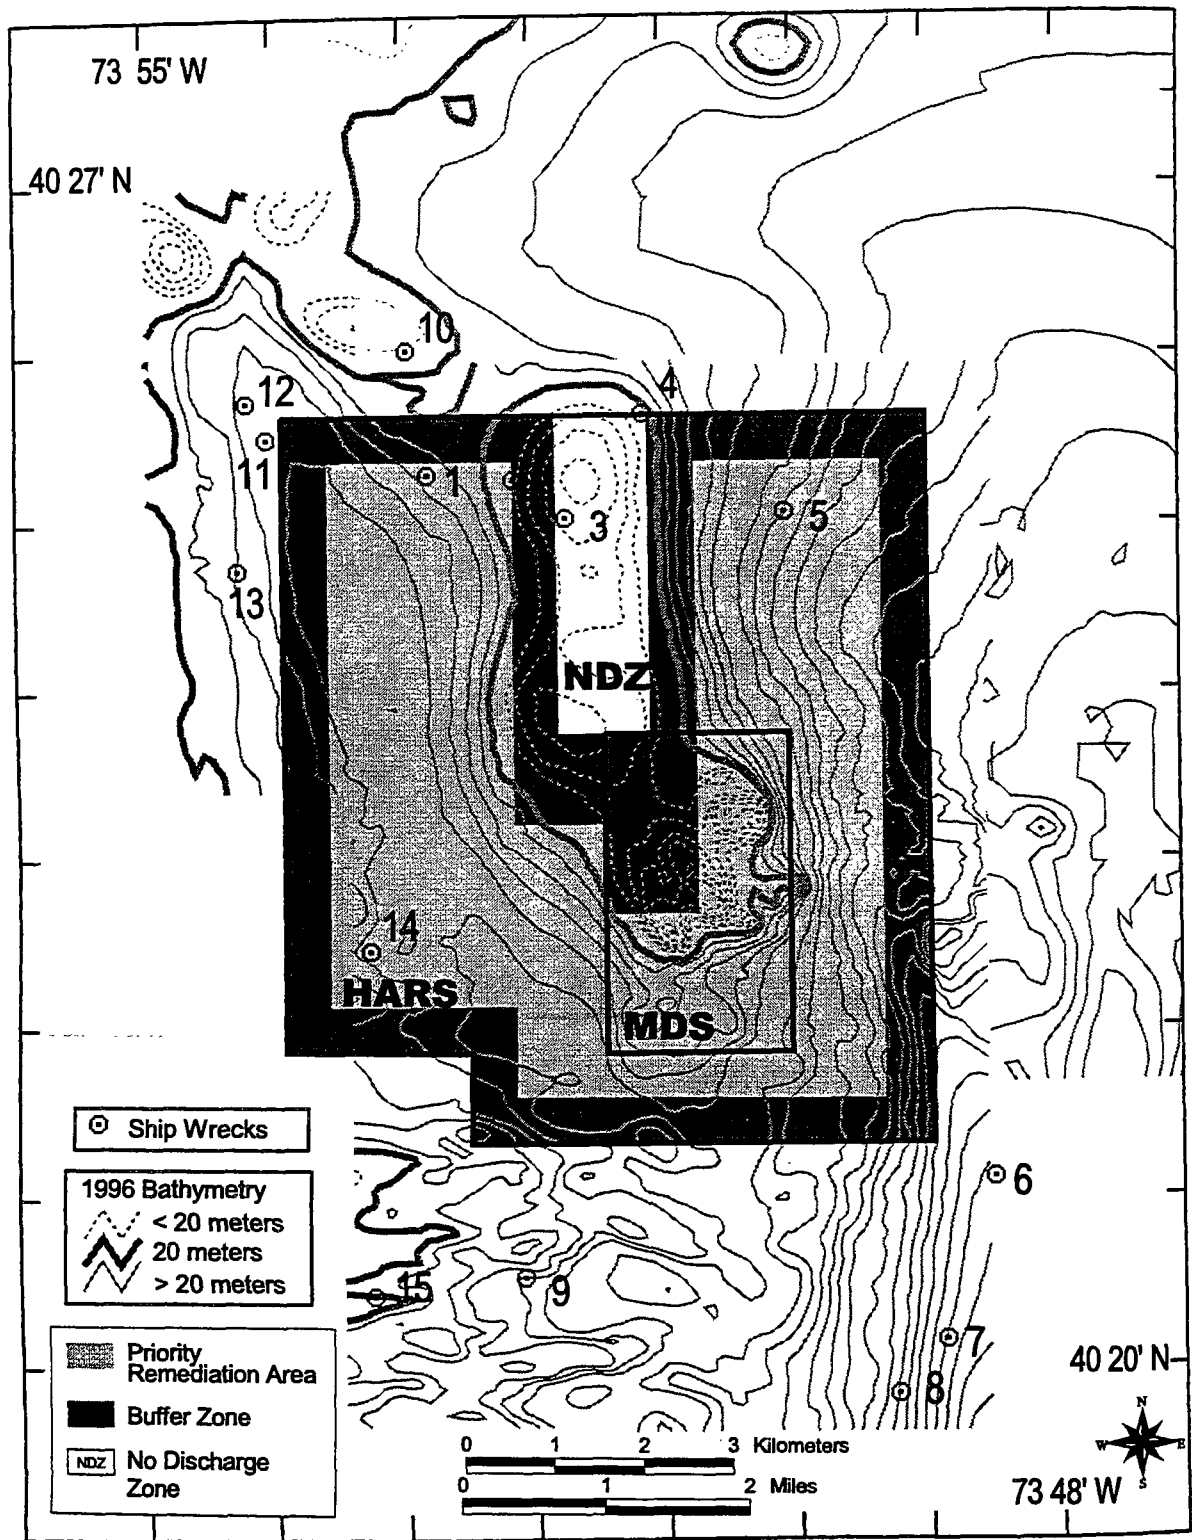 73 55' W
40 27' N
10
12
4
11
1
3
5
13
NDZ
14
HARS
MDS
Ship Wrecks
6
1996 Bathymetry
< 20 meters
20 meters
> 20 meters
15
9
7
Priority
Remediation Area
40 20' N
8
Buffer Zone
N
W E
S
0 1 2 3 Kilometers
NDZ No Discharge
Zone
0 1 2 Miles
73 48' W